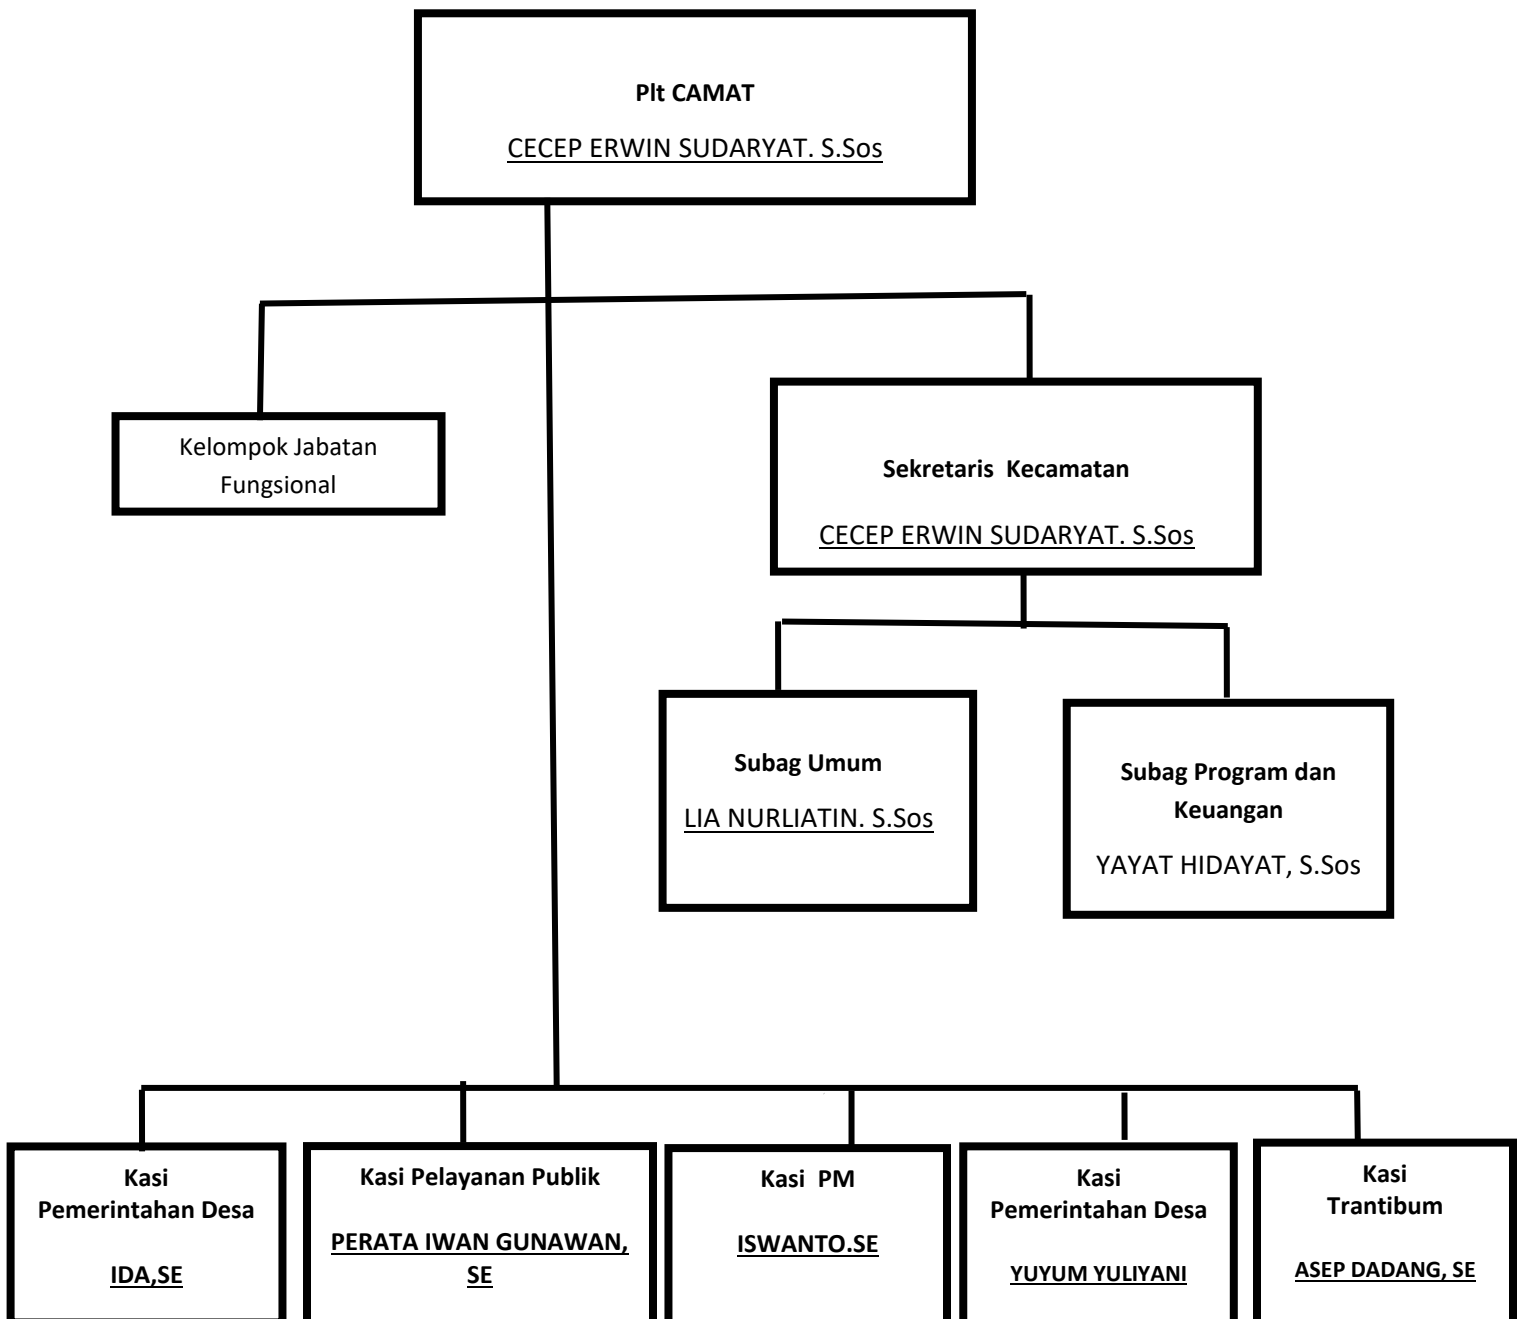 Plt CAMAT
CECEP ERWIN SUDARYAT. S.Sos
Kelompok Jabatan
Fungsional
Sekretaris  Kecamatan
CECEP ERWIN SUDARYAT. S.Sos
Subag Umum
LIA NURLIATIN. S.Sos
Subag Program dan
Keuangan
YAYAT HIDAYAT, S.Sos
Kasi
Pemerintahan Desa
IDA,SE
Kasi Pelayanan Publik
PERATA IWAN GUNAWAN,
SE
Kasi  PM
ISWANTO.SE
Kasi
Pemerintahan Desa
YUYUM YULIYANI
Kasi
Trantibum
ASEP DADANG, SE